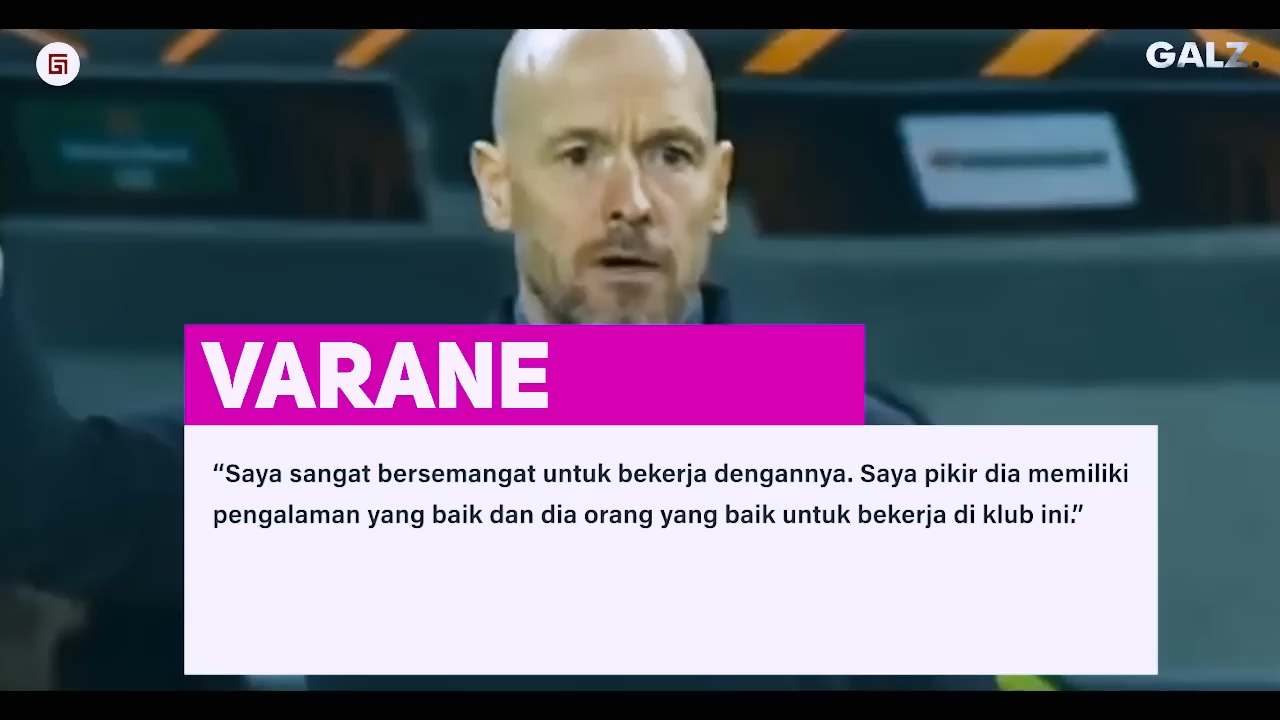 GALZ.
VARANE
“Saya sangat bersemangat untuk bekerja dengannya. Saya pikir dia memiliki
pengalaman yang baik dan dia orang yang baik untuk bekerja di klub ini.”